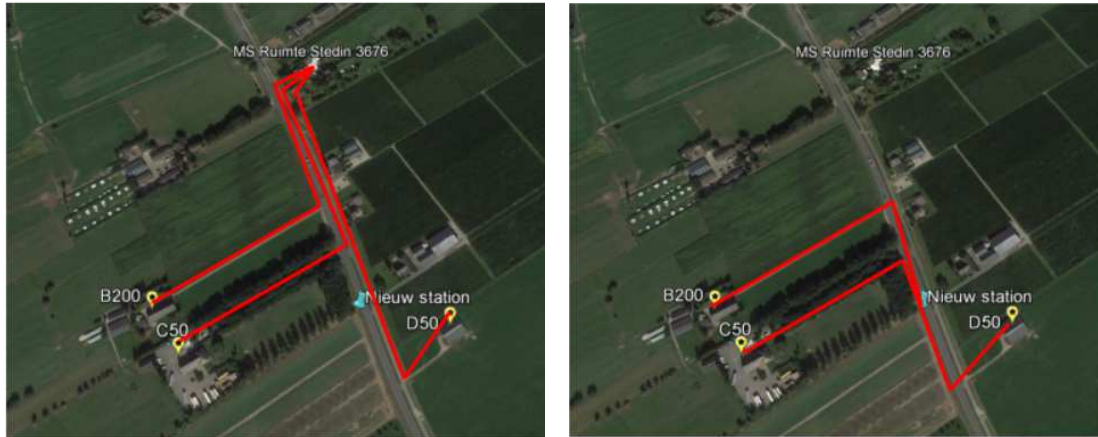 MS Ruimte Stedin 3676
B200
Nieuw station
D50
C50
MS Ruimte Stedin 3676
B200
Nieuw station
D50
C50